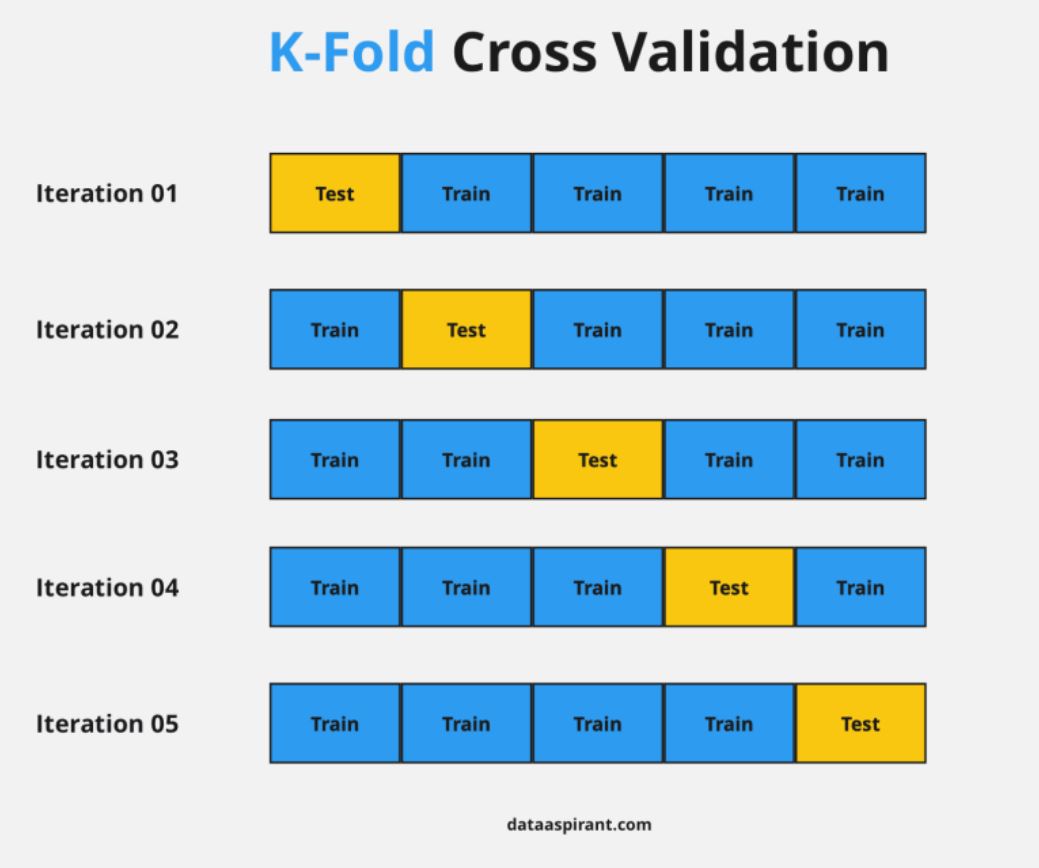 K-Fold Cross Validation
Iteration 01 Test Train Train Train Train
Iteration 02 Train Test Train Train Train
Iteration 03 Train Train Test Train Train
Iteration 04 Train Train Train Test Train
Iteration 05 Train Train Train Train Test
dataaspirant.com